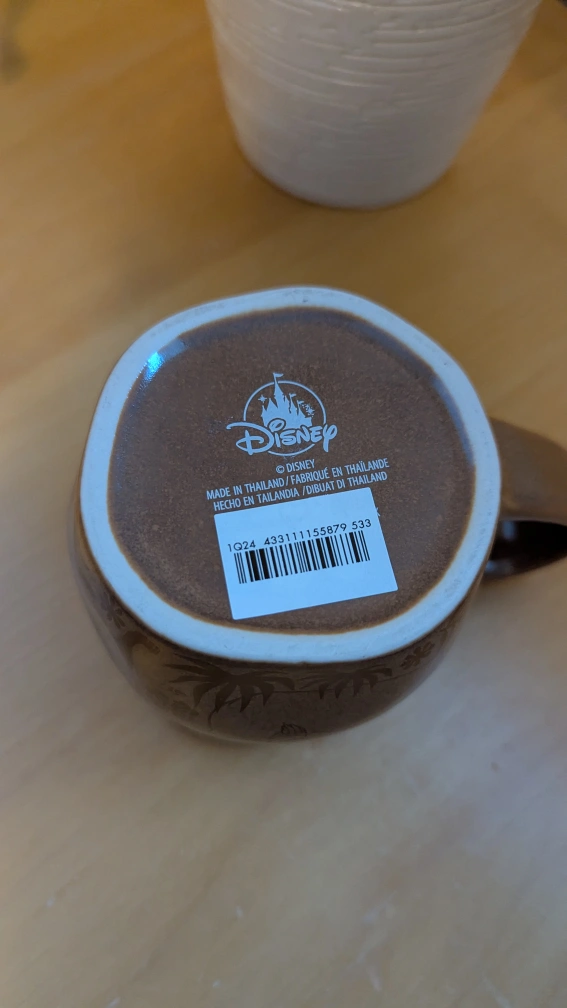 Disney
© DISNEY
MADE IN THAILAND / FABRIQUÉ EN THAÏLANDE
HECHO EN TAILANDIA / DIBUAT DI THAILAND
1Q24 433111155879 533